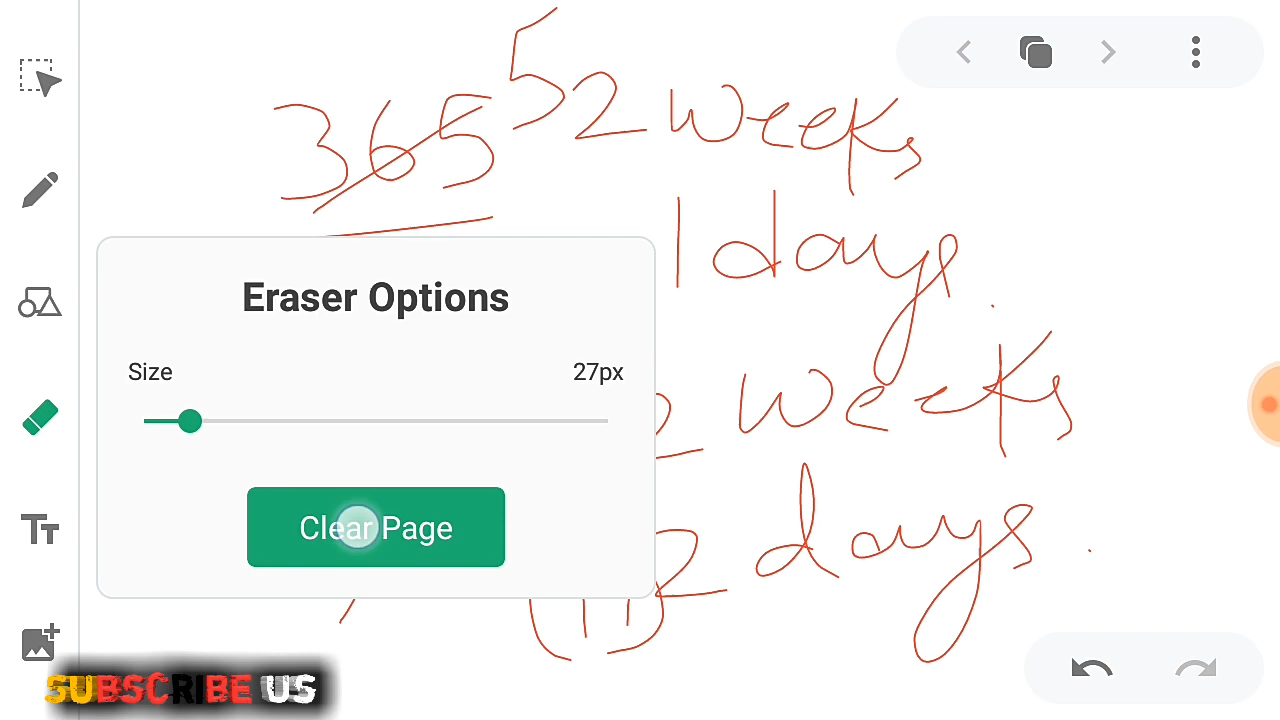 365 52 weeks
1 days
Eraser Options
Size 27px
2 weeks
Clear Page
2 days
SUBSCRIBE US